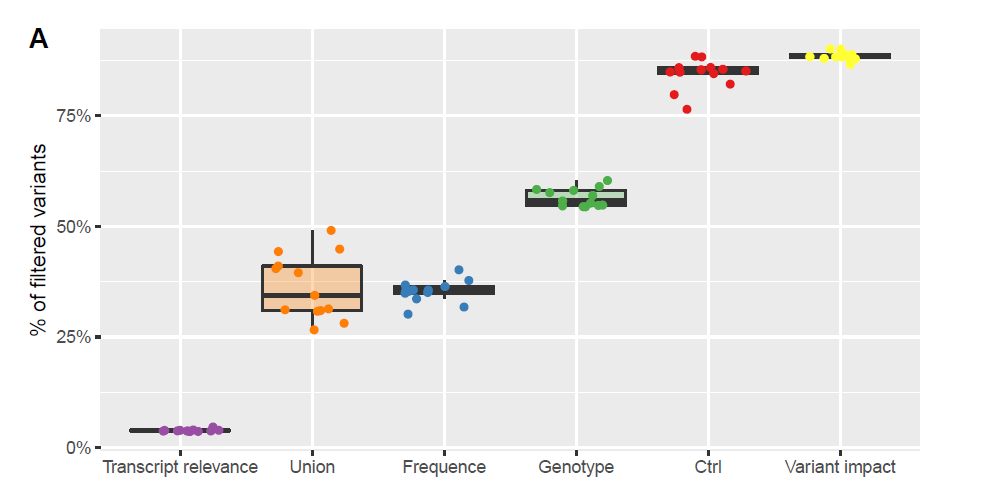 A
% of filtered variants
75%
50%
25%
0%
Transcript relevance Union Frequence Genotype Ctrl Variant impact